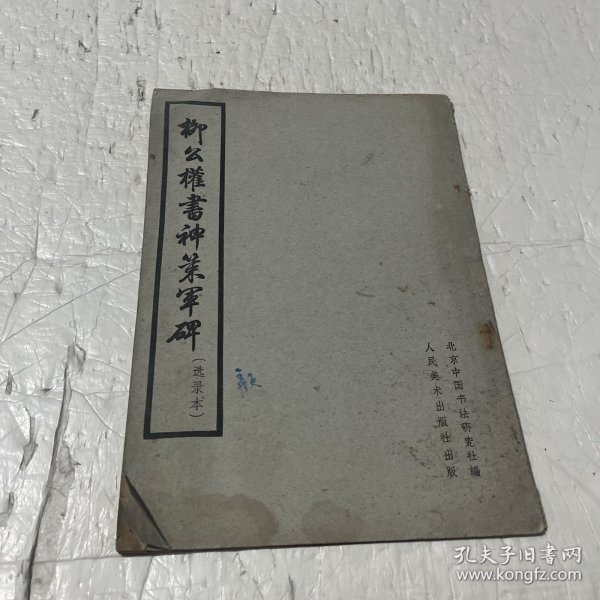 柳公權書神策軍碑(选录本)
北京中国书法研究社編
人民美术出版社出版
孔夫子旧书网
www.kongfz.com